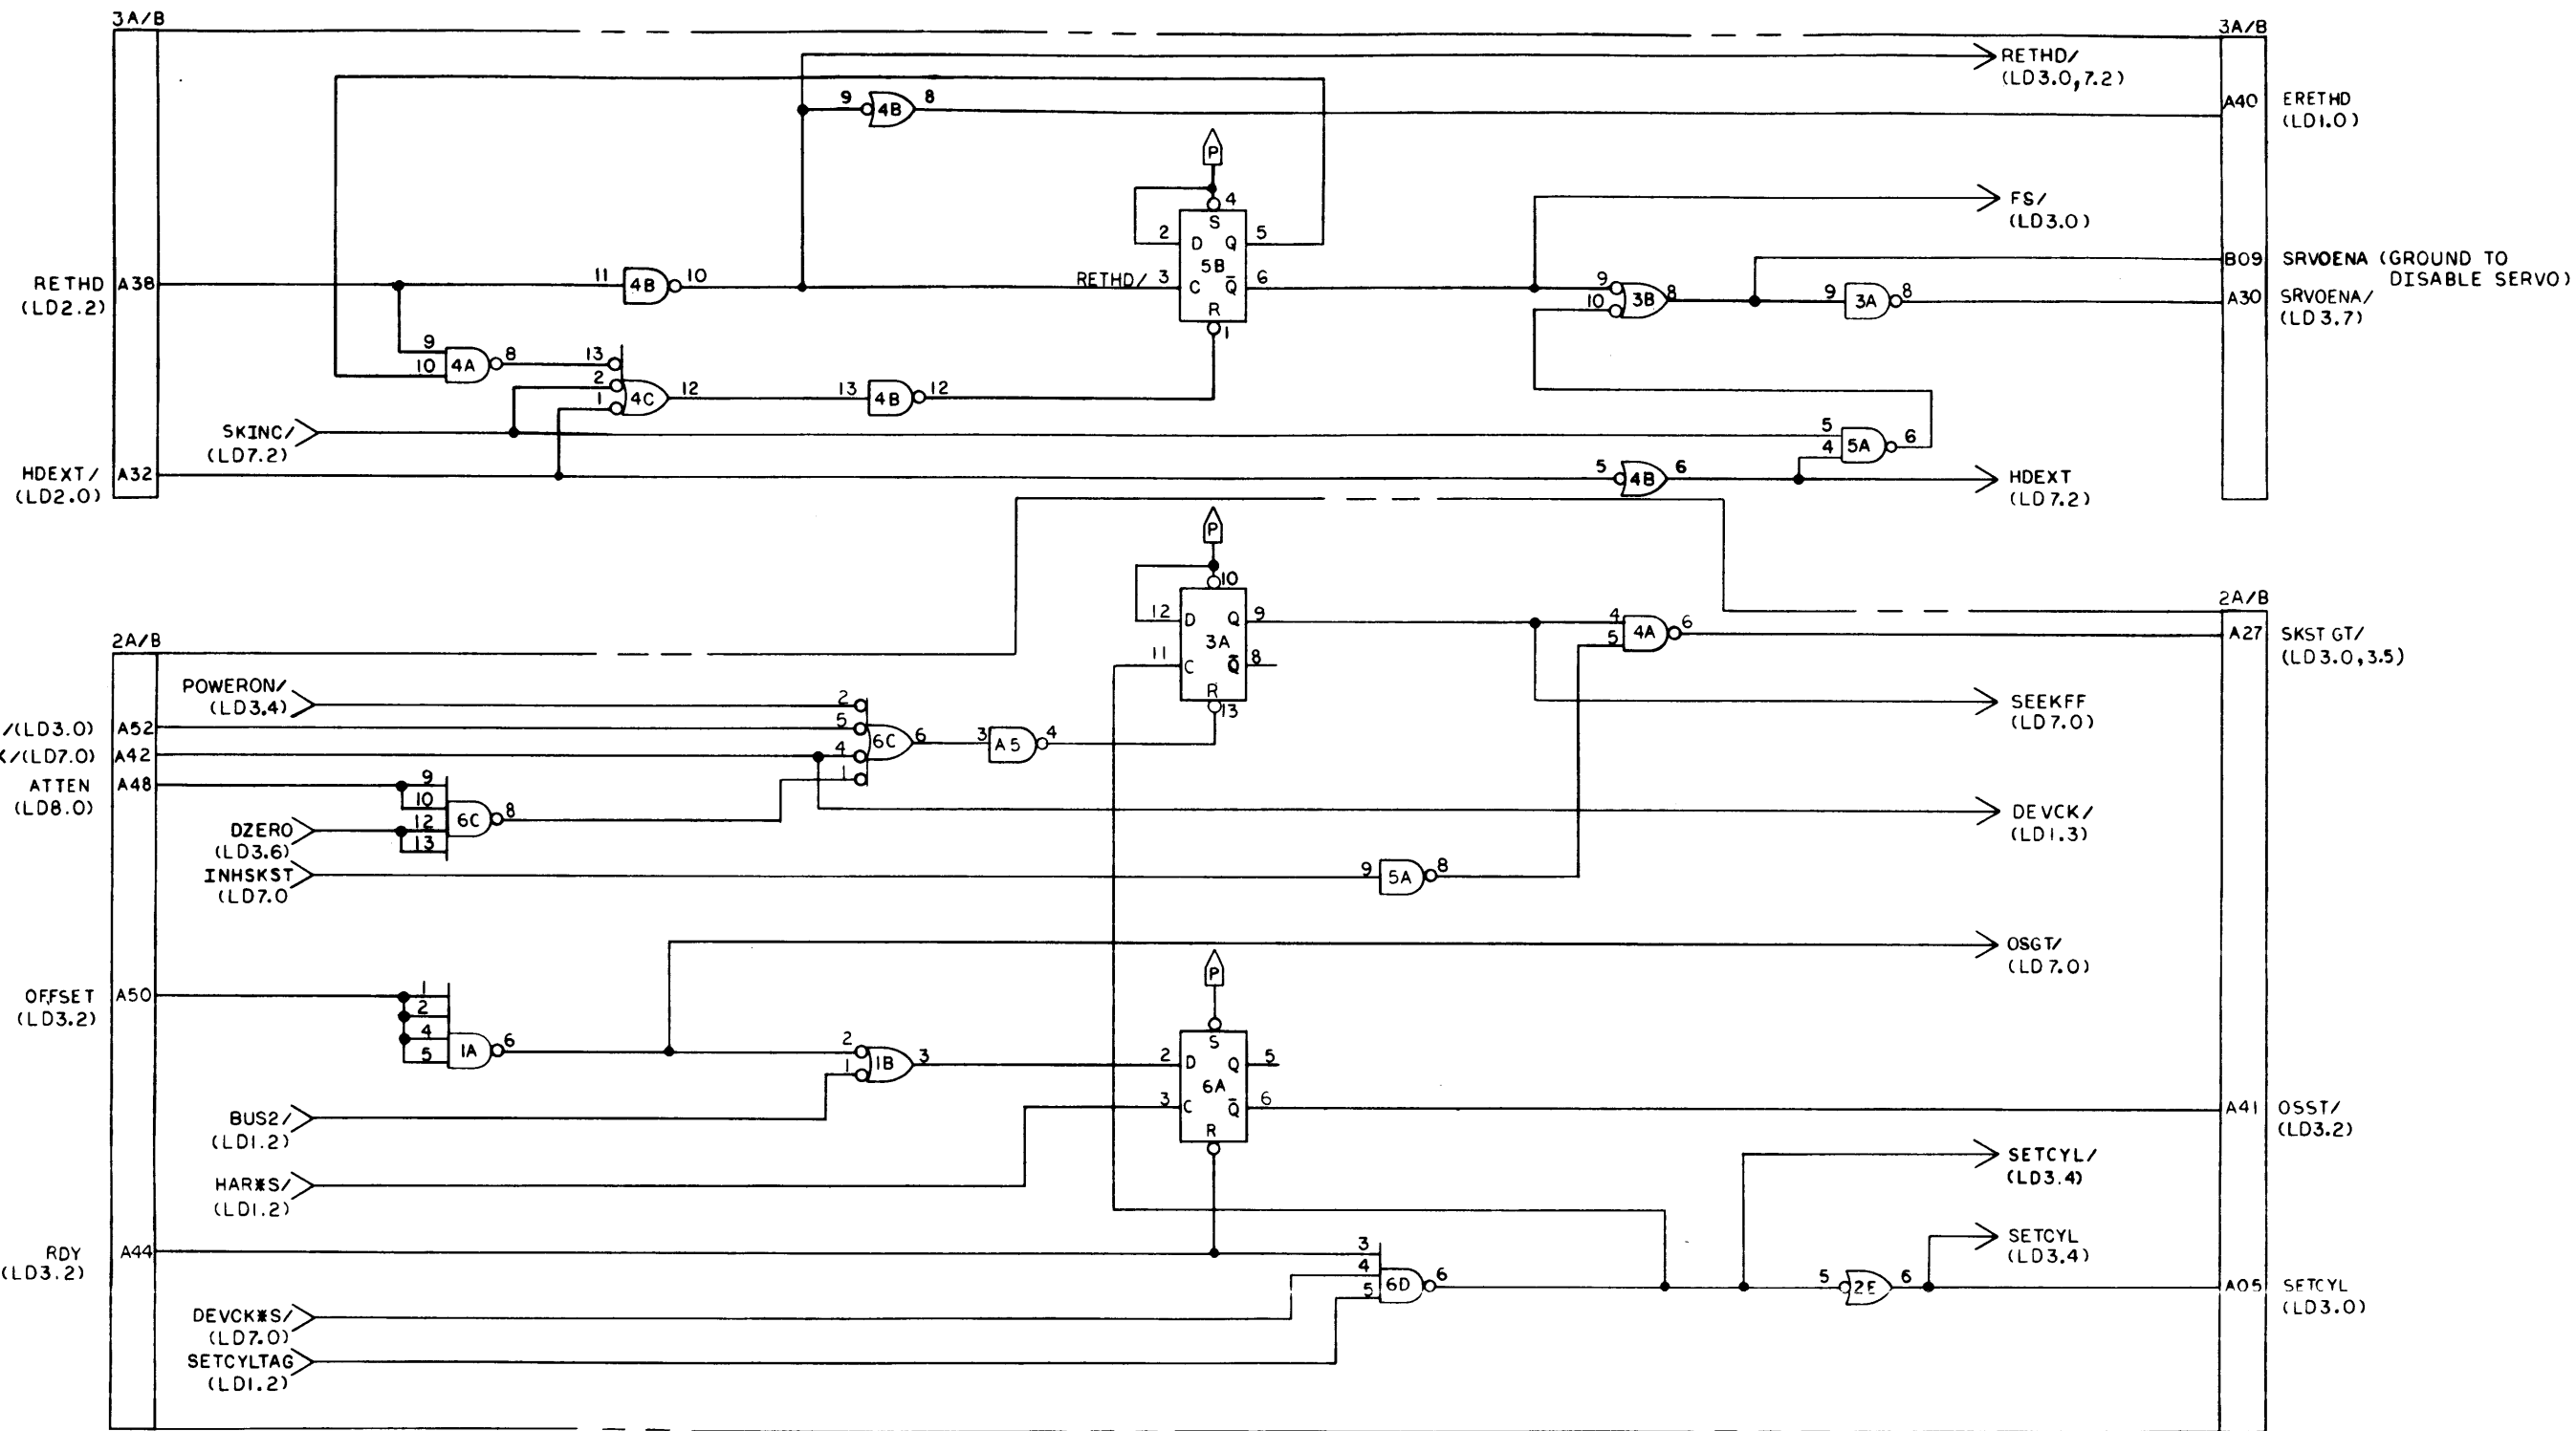 3A/B
3A/B
RETHD/
(LD3.0,7.2)
9 4B 8
A40 ERETHD
(LD1.0)
P
4
S
FS/
(LD3.0)
2 D Q 5
5B
B09 SRVOENA (GROUND TO
DISABLE SERVO)
RETHD A38
(LD2.2)
11 4B 10
RETHD/ 3 C Q̅ 6
R
1
9
10 3B 8
9 3A 8
A30 SRVOENA/
(LD3.7)
9
10 4A 8
13
2
1 4C 12
13 4B 12
SKINC/
(LD7.2)
5
4 5A 6
HDEXT/ A32
(LD2.0)
5 4B 6
HDEXT
(LD7.2)
P
10
2A/B
2A/B
12 D Q 9
3A
11 C Q̅ 8
R
13
4
5 4A 6
A27 SKST GT/
(LD3.0,3.5)
POWERON/
(LD3.4)
SEEKFF
(LD7.0)
/(LD3.0) A52
K/(LD7.0) A42
2
5
4
1 6C 6
3 A5 4
ATTEN A48
(LD8.0)
9
10
12
13 6C 8
DZERO
(LD3.6)
DEVCK/
(LD1.3)
INHSKST
(LD7.0
9 5A 8
OSGT/
(LD7.0)
P
OFFSET A50
(LD3.2)
1
2
4
5 1A 6
2
1 1B 3
S
2 D Q 5
6A
3 C Q̅ 6
R
BUS2/
(LD1.2)
A41 OSST/
(LD3.2)
HAR*S/
(LD1.2)
SETCYL/
(LD3.4)
RDY A44
(LD3.2)
3
4
5 6D 6
SETCYL
(LD3.4)
5 2E 6
A05 SETCYL
(LD3.0)
DEVCK*S/
(LD7.0)
SETCYLTAG
(LD1.2)